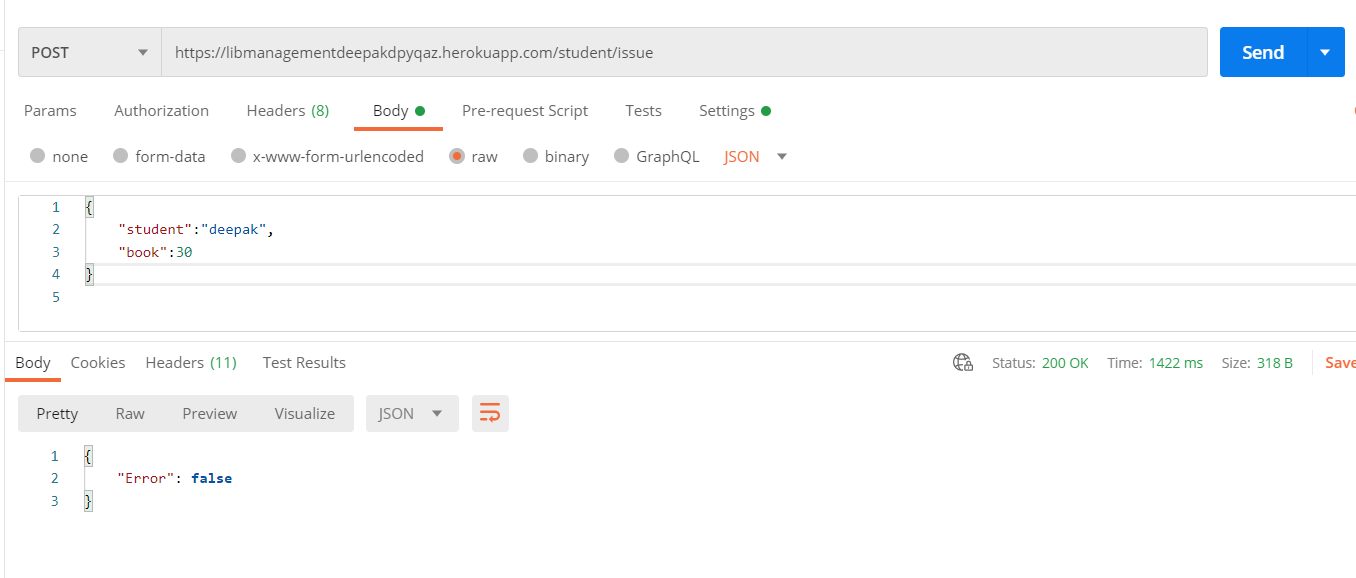 POST https://libmanagementdeepakdpyqaz.herokuapp.com/student/issue Send
Params Authorization Headers (8) Body Pre-request Script Tests Settings
none form-data x-www-form-urlencoded raw binary GraphQL JSON
1 {
2 "student":"deepak",
3 "book":30
4 }
5
Body Cookies Headers (11) Test Results Status: 200 OK Time: 1422 ms Size: 318 B Save
Pretty Raw Preview Visualize JSON
1 {
2 "Error": false
3 }